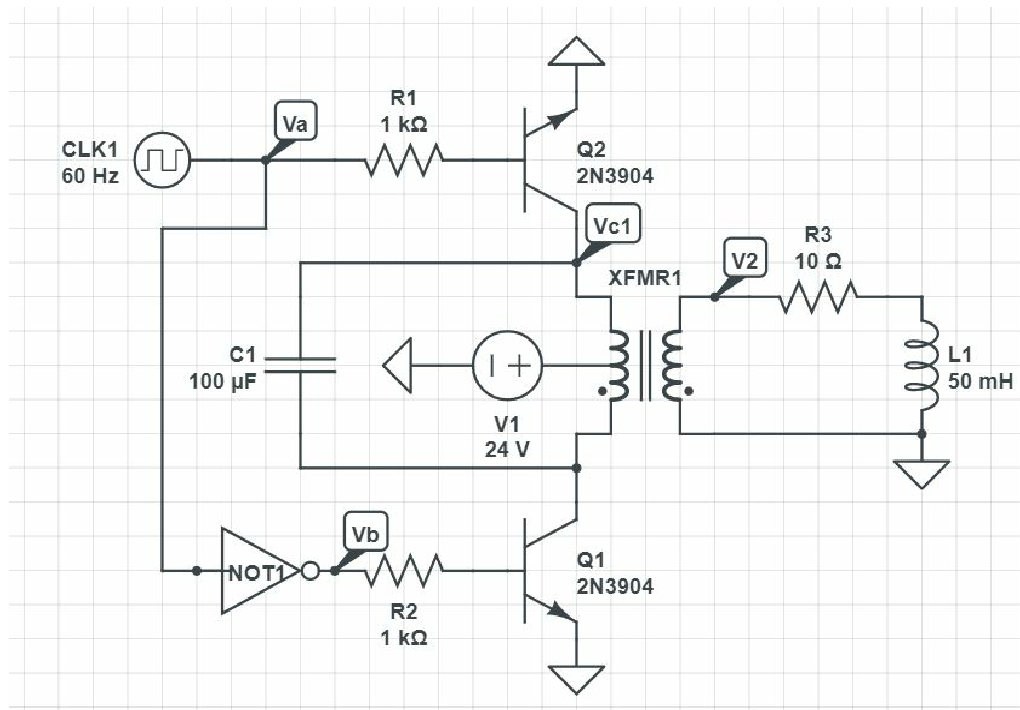 R1
1 kΩ
Va
CLK1
60 Hz
Q2
2N3904
Vc1
XFMR1
V2
R3
10 Ω
C1
100 µF
V1
24 V
L1
50 mH
Vb
NOT1
R2
1 kΩ
Q1
2N3904